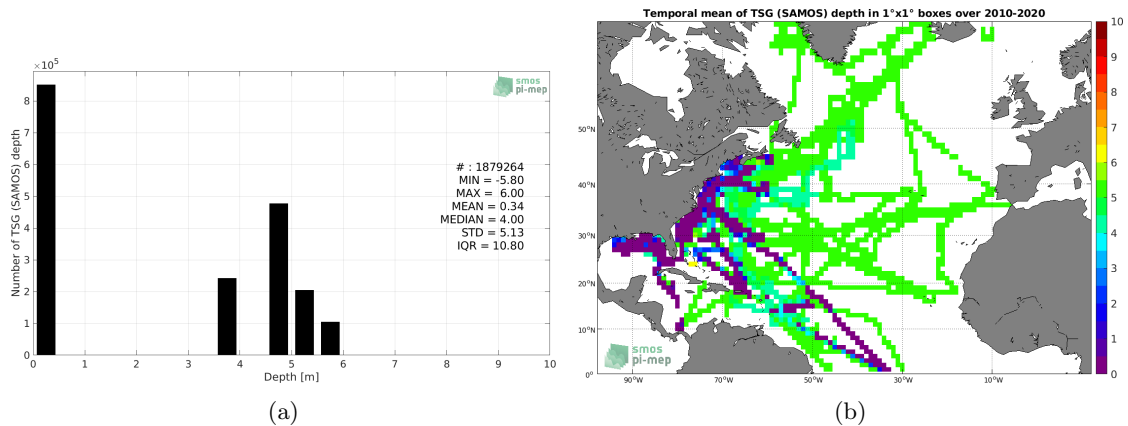 Temporal mean of TSG (SAMOS) depth in 1°x1° boxes over 2010-2020
×10⁵
smos
pi-mep
Number of TSG (SAMOS) depth
8
7
6
5
4
3
2
1
0
# : 1879264
MIN = -5.80
MAX = 6.00
MEAN = 0.34
MEDIAN = 4.00
STD = 5.13
IQR = 10.80
0 1 2 3 4 5 6 7 8 9 10
Depth [m]
(a)
50°N
40°N
30°N
20°N
10°N
0°
90°W 70°W 50°W 30°W 10°W
smos
pi-mep
10
9
8
7
6
5
4
3
2
1
0
(b)